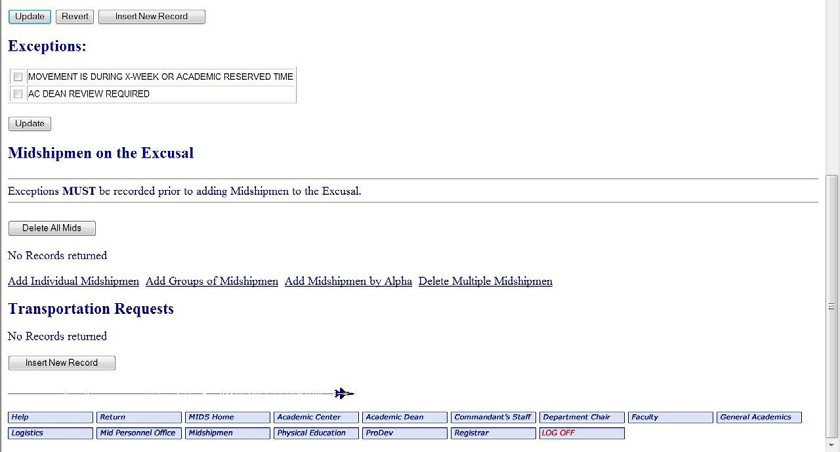 Update Revert Insert New Record
Exceptions:
MOVEMENT IS DURING X-WEEK OR ACADEMIC RESERVED TIME
AC DEAN REVIEW REQUIRED
Update
Midshipmen on the Excusal
Exceptions MUST be recorded prior to adding Midshipmen to the Excusal.
Delete All Mids
No Records returned
Add Individual Midshipmen Add Groups of Midshipmen Add Midshipmen by Alpha Delete Multiple Midshipmen
Transportation Requests
No Records returned
Insert New Record
Help Return MIDS Home Academic Center Academic Dean Commandant's Staff Department Chair Faculty General Academics
Logistics Mid Personnel Office Midshipmen Physical Education ProDev Registrar LOG OFF